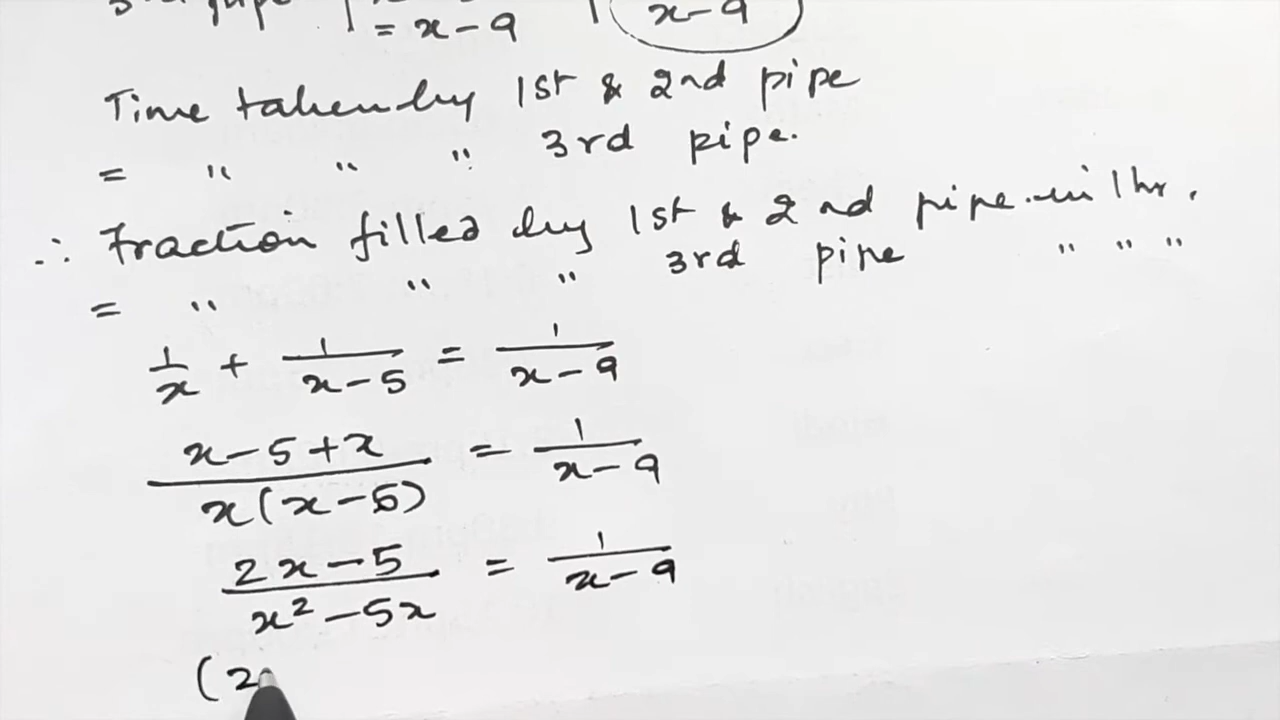 = x-9 x-9
Time taken by 1st & 2nd pipe
= " " " 3rd pipe.
∴ Fraction filled by 1st & 2nd pipe in 1hr.
= " " " 3rd pipe " " "
1/x + 1/(x-5) = 1/(x-9)
(x-5+x)/(x(x-5)) = 1/(x-9)
(2x-5)/(x²-5x) = 1/(x-9)
(2